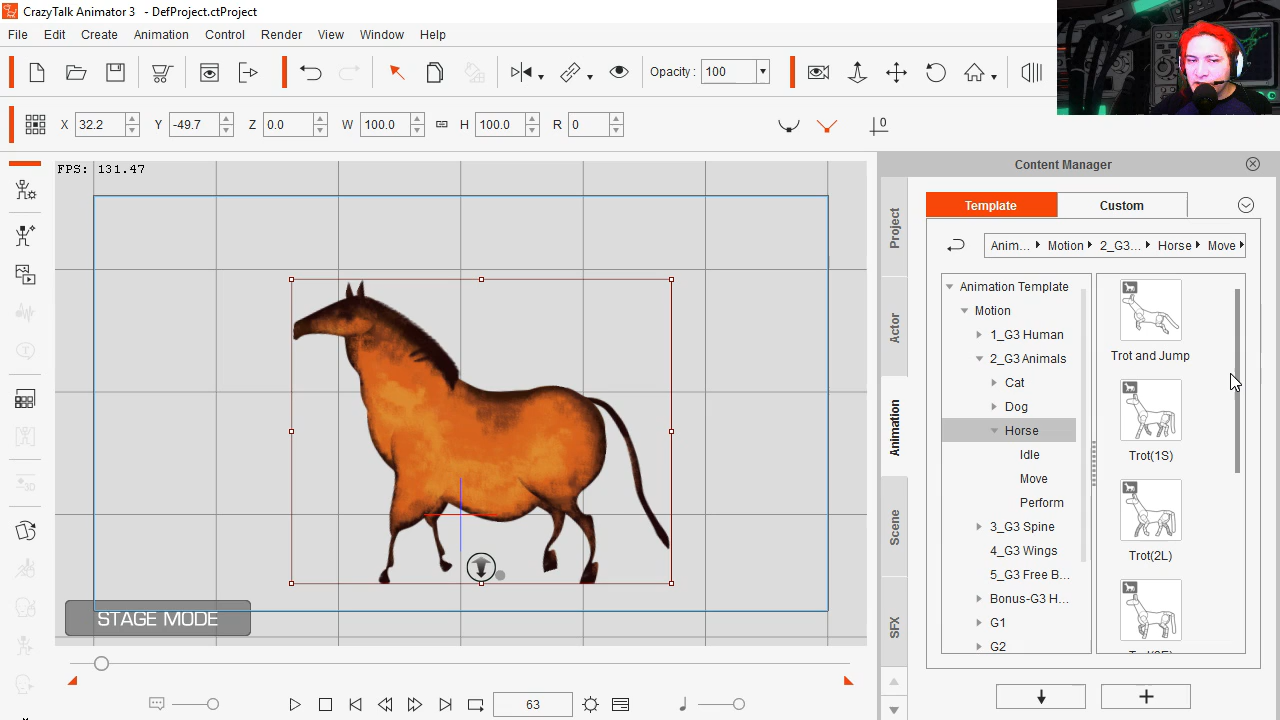 CrazyTalk Animator 3 - DefProject.ctProject
File Edit Create Animation Control Render View Window Help
Opacity : 100
X 32.2 Y -49.7 Z 0.0 W 100.0 H 100.0 R 0
0
FPS: 131.47
STAGE MODE
63
Content Manager
Template Custom
Anim... Motion 2_G3... Horse Move
Project
Actor
Animation
Scene
SFX
Animation Template
Motion
1_G3 Human
2_G3 Animals
Cat
Dog
Horse
Idle
Move
Perform
3_G3 Spine
4_G3 Wings
5_G3 Free B...
Bonus-G3 H...
G1
G2
Trot and Jump
Trot(1S)
Trot(2L)